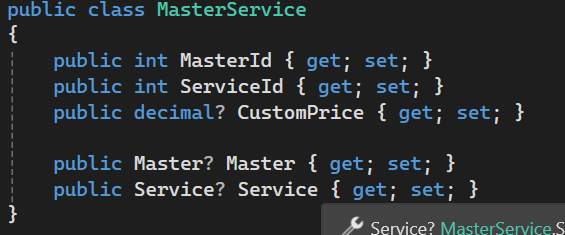 public class MasterService
{
public int MasterId { get; set; }
public int ServiceId { get; set; }
public decimal? CustomPrice { get; set; }
public Master? Master { get; set; }
public Service? Service { get; set; }
}
Service? MasterService.S